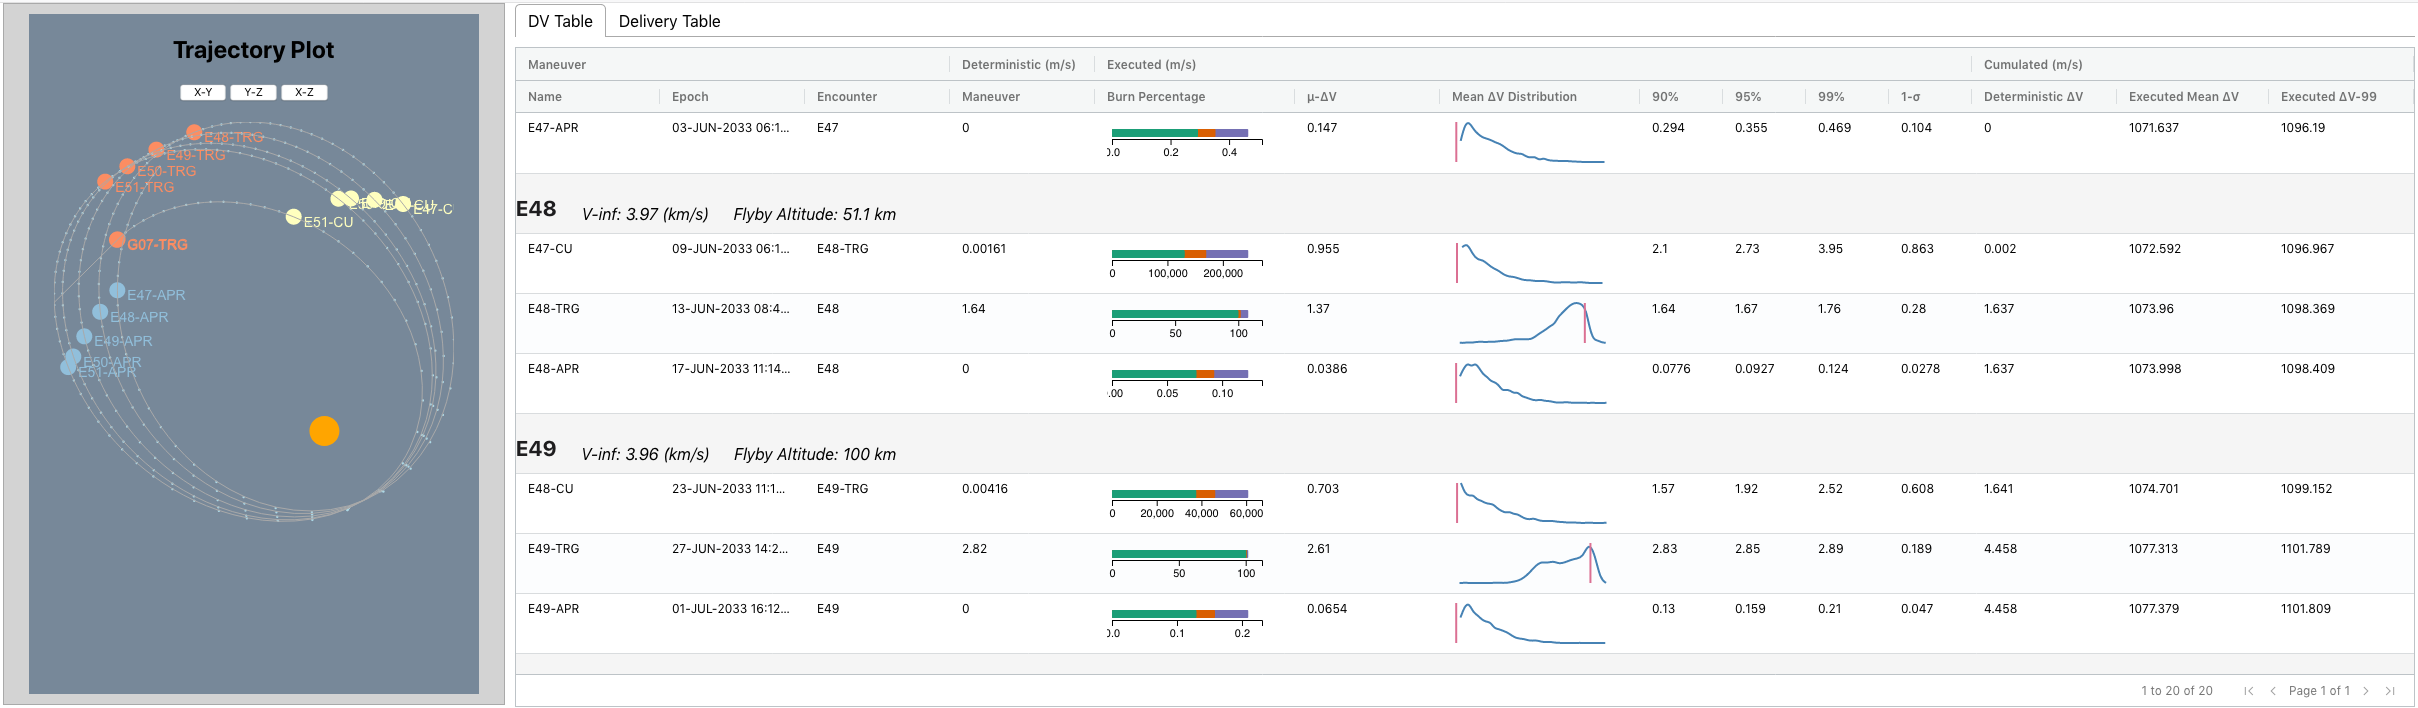 Trajectory Plot
X-Y Y-Z X-Z
E48-TRG
E49-TRG
E50-TRG
E51-TRG
E47-C
E51-CU
G07-TRG
E47-APR
E48-APR
E49-APR
E50-APR
E51-APR
DV Table Delivery Table
Maneuver Deterministic (m/s) Executed (m/s) Cumulated (m/s)
Name Epoch Encounter Maneuver Burn Percentage μ-ΔV Mean ΔV Distribution 90% 95% 99% 1-σ Deterministic ΔV Executed Mean ΔV Executed ΔV-99
E47-APR 03-JUN-2033 06:1... E47 0 0.147 0.294 0.355 0.469 0.104 0 1071.637 1096.19
0.0 0.2 0.4
E48 V-inf: 3.97 (km/s) Flyby Altitude: 51.1 km
E47-CU 09-JUN-2033 06:1... E48-TRG 0.00161 0.955 2.1 2.73 3.95 0.863 0.002 1072.592 1096.967
0 100,000 200,000
E48-TRG 13-JUN-2033 08:4... E48 1.64 1.37 1.64 1.67 1.76 0.28 1.637 1073.96 1098.369
0 50 100
E48-APR 17-JUN-2033 11:14... E48 0 0.0386 0.0776 0.0927 0.124 0.0278 1.637 1073.998 1098.409
.00 0.05 0.10
E49 V-inf: 3.96 (km/s) Flyby Altitude: 100 km
E48-CU 23-JUN-2033 11:1... E49-TRG 0.00416 0.703 1.57 1.92 2.52 0.608 1.641 1074.701 1099.152
0 20,000 40,000 60,000
E49-TRG 27-JUN-2033 14:2... E49 2.82 2.61 2.83 2.85 2.89 0.189 4.458 1077.313 1101.789
0 50 100
E49-APR 01-JUL-2033 16:12... E49 0 0.0654 0.13 0.159 0.21 0.047 4.458 1077.379 1101.809
0.0 0.1 0.2
1 to 20 of 20 Page 1 of 1